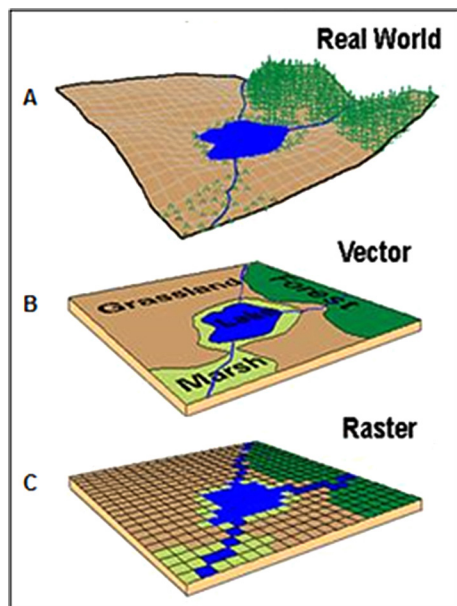 Real World
A
Vector
B
Grassland
Forest
Lake
Marsh
Raster
C